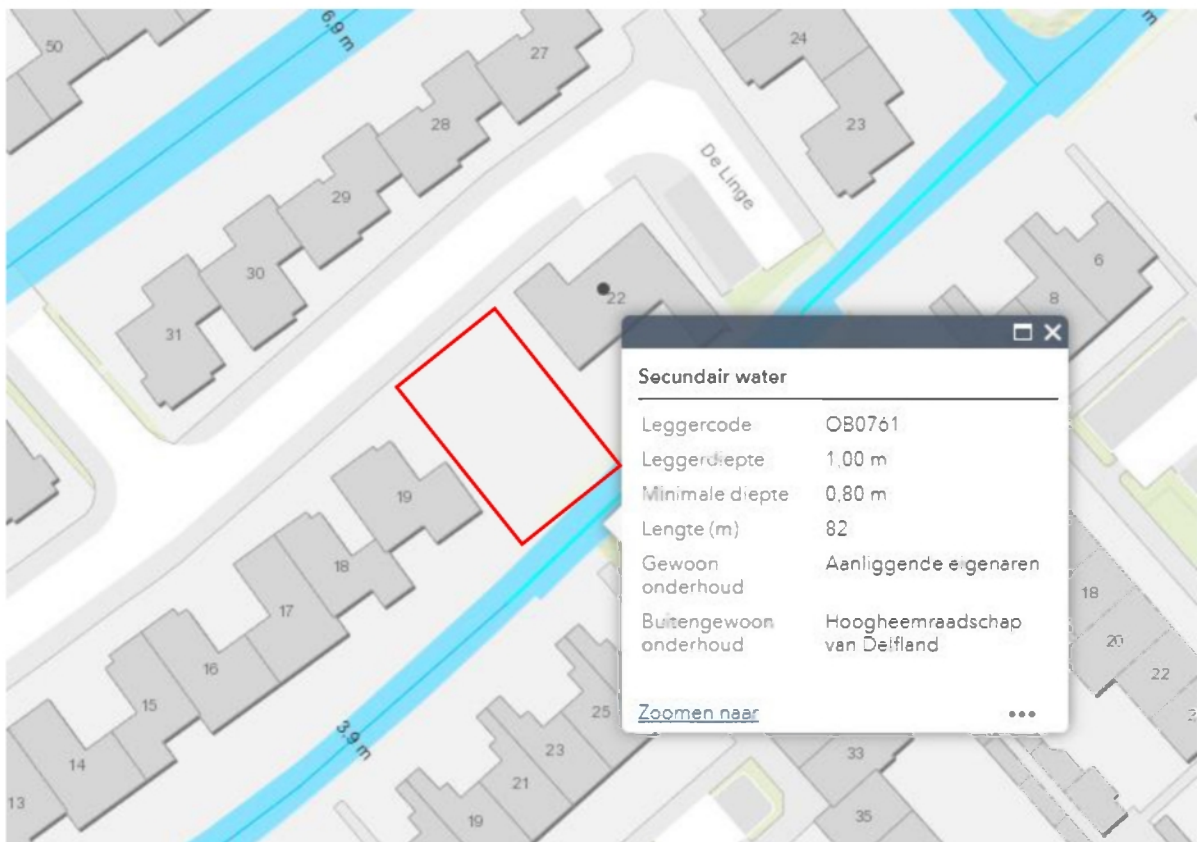 50
6,9 m
27
24
m
28
23
De Linge
29
6
30
22
8
31
Secundair water
Leggercode OB0761
Leggerdiepte 1,00 m
Minimale diepte 0,80 m
19
Lengte (m) 82
Gewoon Aanliggende eigenaren
onderhoud
18
18
17
Buitengewoon Hoogheemraadschap
onderhoud van Delfland
20
16
22
15
25
Zoomen naar
3,9 m
23
33
14
21
13
19
35